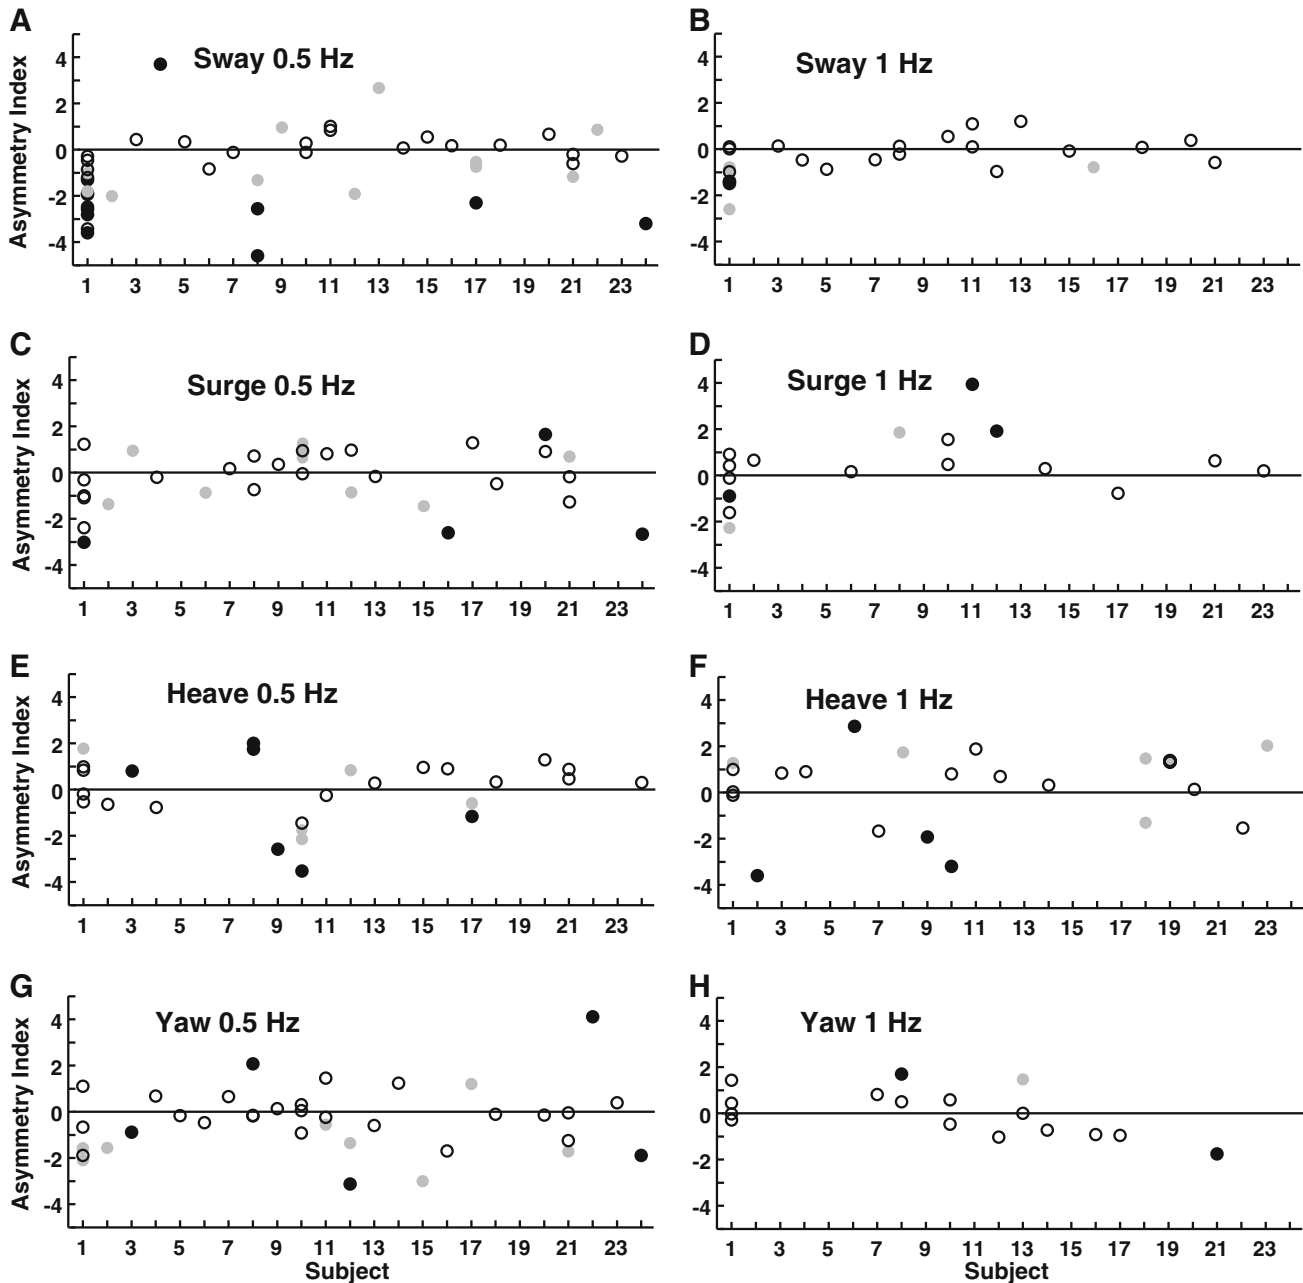 A
B
Sway 0.5 Hz
Sway 1 Hz
Asymmetry Index
4
2
0
-2
-4
4
2
0
-2
-4
1 3 5 7 9 11 13 15 17 19 21 23
1 3 5 7 9 11 13 15 17 19 21 23
C
D
Surge 0.5 Hz
Surge 1 Hz
Asymmetry Index
4
2
0
-2
-4
4
2
0
-2
-4
1 3 5 7 9 11 13 15 17 19 21 23
1 3 5 7 9 11 13 15 17 19 21 23
E
F
Heave 0.5 Hz
Heave 1 Hz
Asymmetry Index
4
2
0
-2
-4
4
2
0
-2
-4
1 3 5 7 9 11 13 15 17 19 21 23
1 3 5 7 9 11 13 15 17 19 21 23
G
H
Yaw 0.5 Hz
Yaw 1 Hz
Asymmetry Index
4
2
0
-2
-4
4
2
0
-2
-4
1 3 5 7 9 11 13 15 17 19 21 23
1 3 5 7 9 11 13 15 17 19 21 23
Subject
Subject